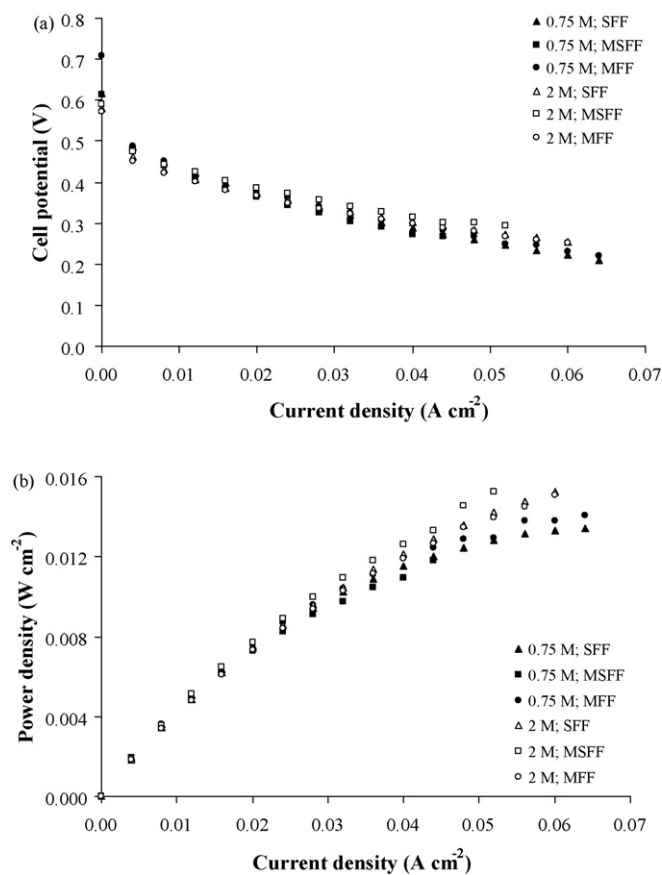 (a)
0.8
0.7
0.6
0.5
0.4
0.3
0.2
0.1
0.0
Cell potential (V)
0.75 M; SFF
0.75 M; MSFF
0.75 M; MFF
2 M; SFF
2 M; MSFF
2 M; MFF
0.00 0.01 0.02 0.03 0.04 0.05 0.06 0.07
Current density (A cm⁻²)
(b)
0.016
0.012
0.008
0.004
0.000
Power density (W cm⁻²)
0.75 M; SFF
0.75 M; MSFF
0.75 M; MFF
2 M; SFF
2 M; MSFF
2 M; MFF
0.00 0.01 0.02 0.03 0.04 0.05 0.06 0.07
Current density (A cm⁻²)